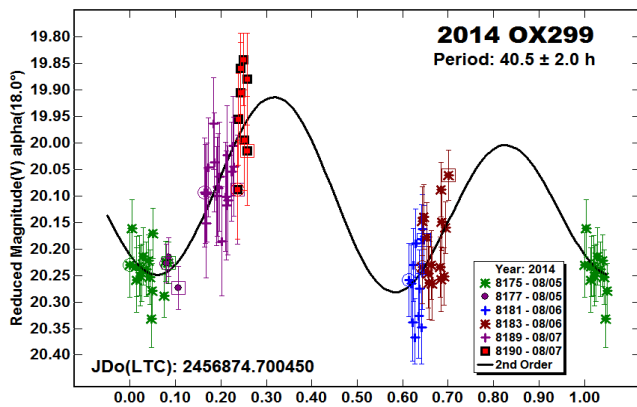 2014 OX299
Period: 40.5 ± 2.0 h
Reduced Magnitude(V) alpha(18.0°)
19.80
19.85
19.90
19.95
20.00
20.05
20.10
20.15
20.20
20.25
20.30
20.35
20.40
Year: 2014
8175 - 08/05
8177 - 08/05
8181 - 08/06
8183 - 08/06
8189 - 08/07
8190 - 08/07
2nd Order
JDo(LTC): 2456874.700450
0.00 0.10 0.20 0.30 0.40 0.50 0.60 0.70 0.80 0.90 1.00